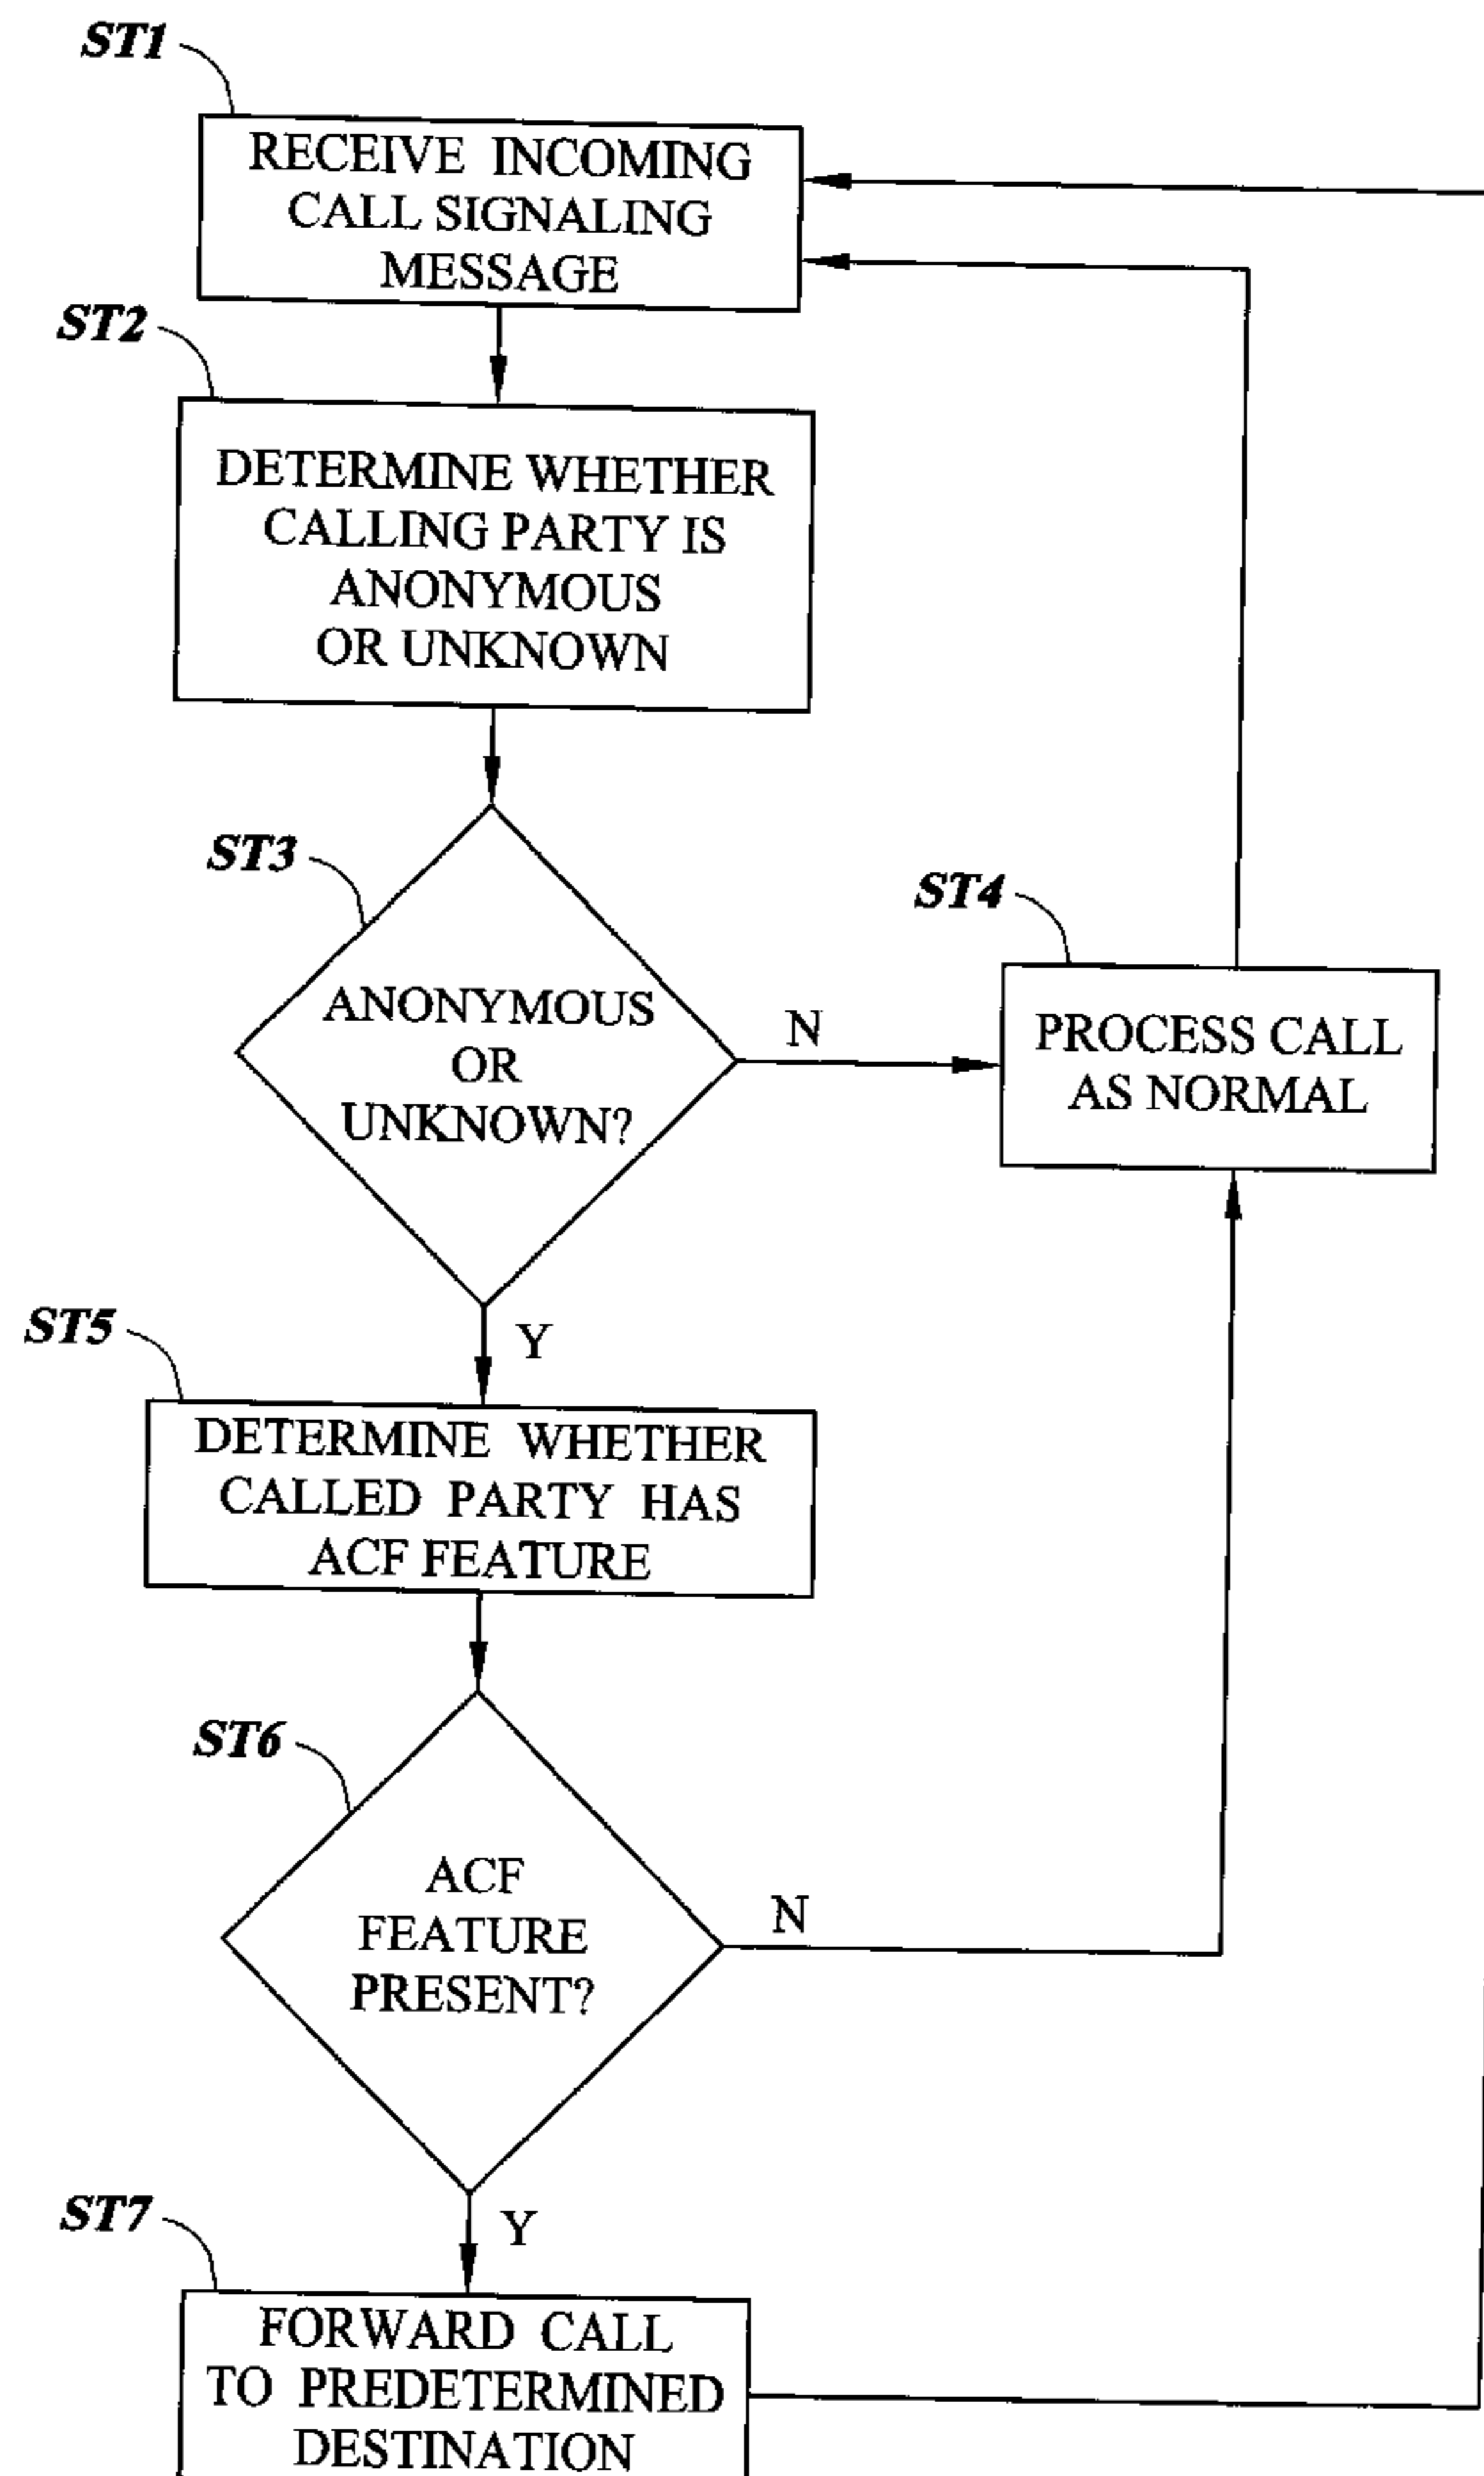 ST1
RECEIVE INCOMING
CALL SIGNALING
MESSAGE
ST2
DETERMINE WHETHER
CALLING PARTY IS
ANONYMOUS
OR UNKNOWN
ST3
ANONYMOUS
OR
UNKNOWN?
N
ST4
PROCESS CALL
AS NORMAL
Y
ST5
DETERMINE WHETHER
CALLED PARTY HAS
ACF FEATURE
ST6
ACF
FEATURE
PRESENT?
N
Y
ST7
FORWARD CALL
TO PREDETERMINED
DESTINATION